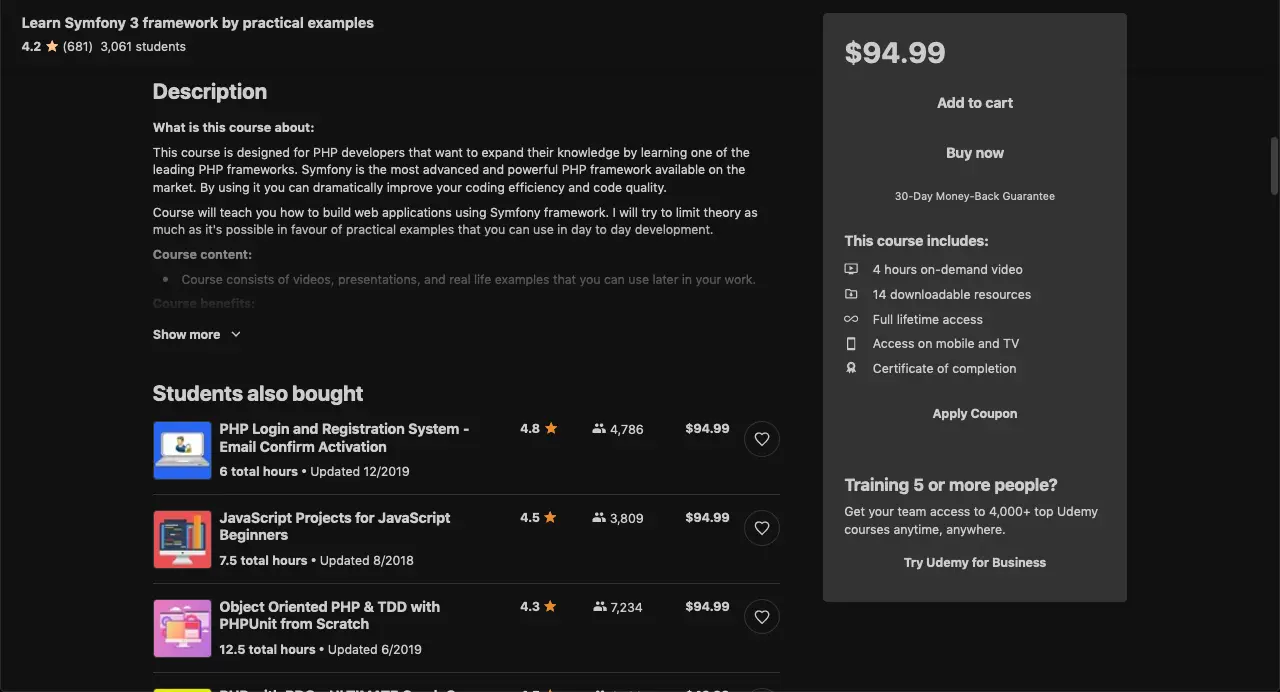 Learn Symfony 3 framework by practical examples
4.2 ★ (681) 3,061 students
Description
What is this course about:
This course is designed for PHP developers that want to expand their knowledge by learning one of the
leading PHP frameworks. Symfony is the most advanced and powerful PHP framework available on the
market. By using it you can dramatically improve your coding efficiency and code quality.
Course will teach you how to build web applications using Symfony framework. I will try to limit theory as
much as it's possible in favour of practical examples that you can use in day to day development.
Course content:
• Course consists of videos, presentations, and real life examples that you can use later in your work.
Course benefits:
Show more
Students also bought
PHP Login and Registration System -
Email Confirm Activation
6 total hours • Updated 12/2019
4.8 ★ 4,786 $94.99
JavaScript Projects for JavaScript
Beginners
7.5 total hours • Updated 8/2018
4.5 ★ 3,809 $94.99
Object Oriented PHP & TDD with
PHPUnit from Scratch
12.5 total hours • Updated 6/2019
4.3 ★ 7,234 $94.99
$94.99
Add to cart
Buy now
30-Day Money-Back Guarantee
This course includes:
4 hours on-demand video
14 downloadable resources
Full lifetime access
Access on mobile and TV
Certificate of completion
Apply Coupon
Training 5 or more people?
Get your team access to 4,000+ top Udemy
courses anytime, anywhere.
Try Udemy for Business